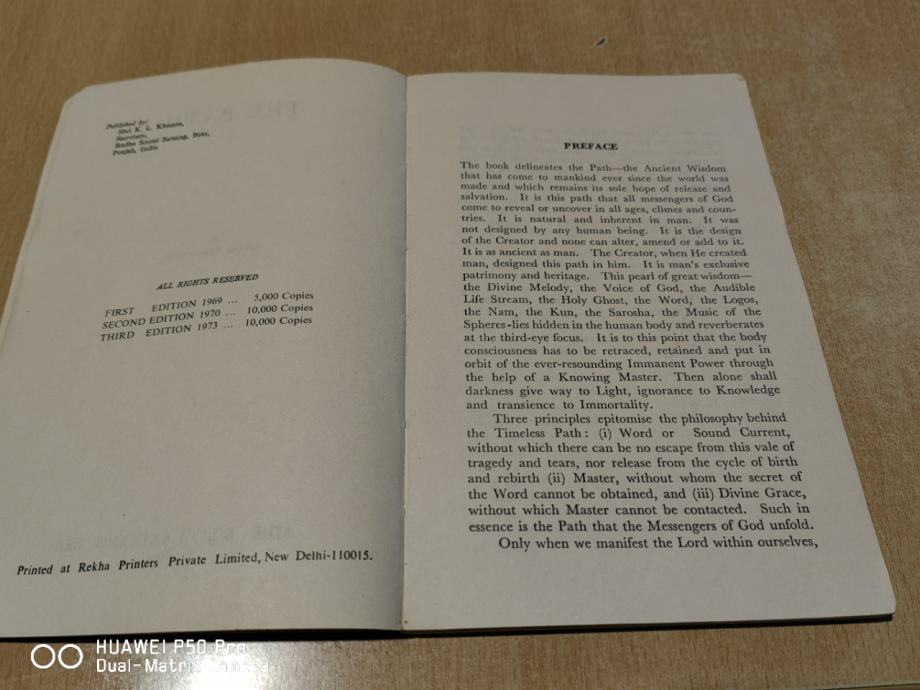 Published by:
Shri K. L. Khanna,
Secretary,
Radha Soami Satsang, Beas,
Punjab, India
ALL RIGHTS RESERVED
FIRST EDITION 1969 ... 5,000 Copies
SECOND EDITION 1970 ... 10,000 Copies
THIRD EDITION 1973 ... 10,000 Copies
Printed at Rekha Printers Private Limited, New Delhi-110015.
PREFACE
The book delineates the Path—the Ancient Wisdom
that has come to mankind ever since the world was
made and which remains its sole hope of release and
salvation. It is this path that all messengers of God
come to reveal or uncover in all ages, climes and coun-
tries. It is natural and inherent in man. It was
not designed by any human being. It is the design
of the Creator and none can alter, amend or add to it.
It is as ancient as man. The Creator, when He created
man, designed this path in him. It is man's exclusive
patrimony and heritage. This pearl of great wisdom—
the Divine Melody, the Voice of God, the Audible
Life Stream, the Holy Ghost, the Word, the Logos,
the Nam, the Kun, the Sarosha, the Music of the
Spheres-lies hidden in the human body and reverberates
at the third-eye focus. It is to this point that the body
consciousness has to be retraced, retained and put in
orbit of the ever-resounding Immanent Power through
the help of a Knowing Master. Then alone shall
darkness give way to Light, ignorance to Knowledge
and transience to Immortality.
Three principles epitomise the philosophy behind
the Timeless Path: (i) Word or Sound Current,
without which there can be no escape from this vale of
tragedy and tears, nor release from the cycle of birth
and rebirth (ii) Master, without whom the secret of
the Word cannot be obtained, and (iii) Divine Grace,
without which Master cannot be contacted. Such in
essence is the Path that the Messengers of God unfold.
Only when we manifest the Lord within ourselves,
HUAWEI P50 Pro
Dual-Matrix Camera